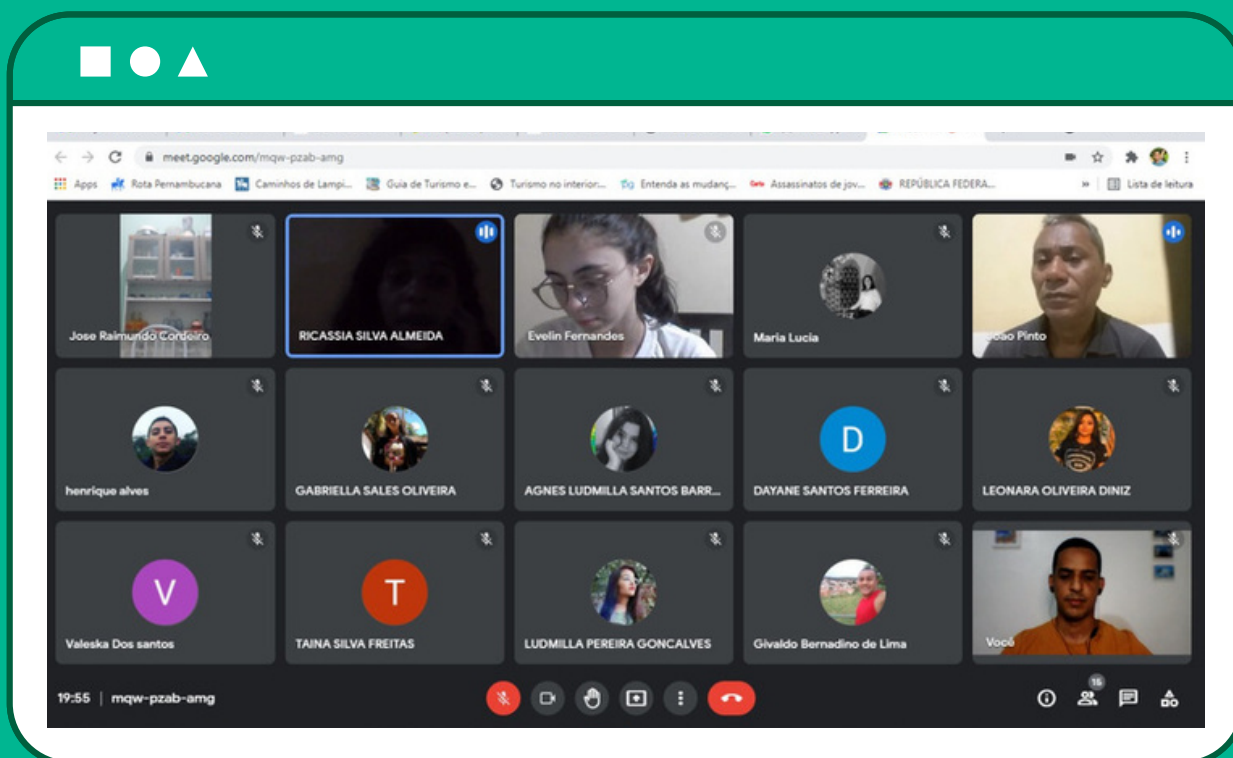 meet.google.com/mqw-pzab-amg
Apps Rota Pernambucana Caminhos de Lampi... Guia de Turismo e... Turismo no interior:... Entenda as mudanç... Assassinatos de jov... REPÚBLICA FEDERA... » Lista de leitura
Jose Raimundo Cordeiro RICASSIA SILVA ALMEIDA Evelin Fernandes Maria Lucia Joao Pinto
henrique alves GABRIELLA SALES OLIVEIRA AGNES LUDMILLA SANTOS BARR... D DAYANE SANTOS FERREIRA LEONARA OLIVEIRA DINIZ
V Valeska Dos santos T TAINA SILVA FREITAS LUDMILLA PEREIRA GONCALVES Givaldo Bernadino de Lima Você
19:55 | mqw-pzab-amg 15